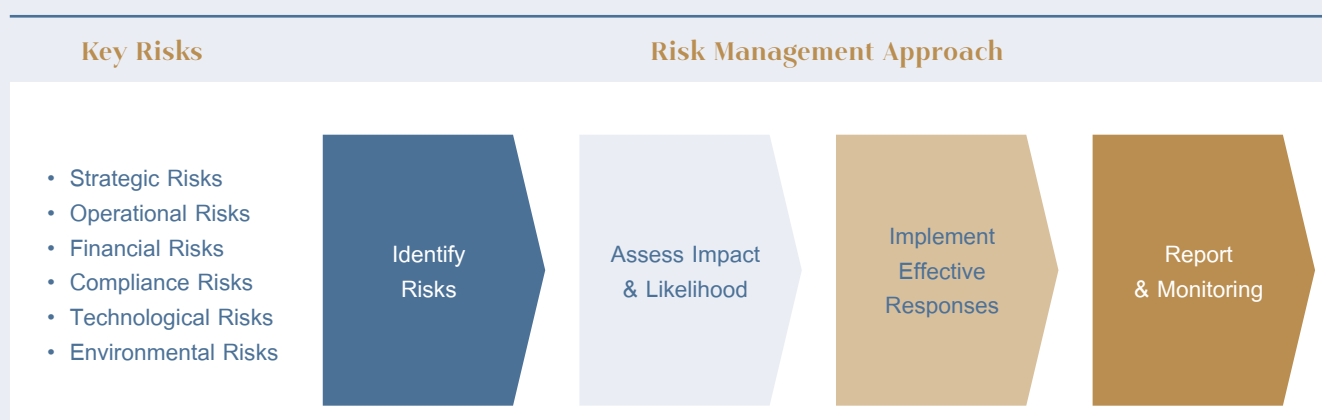 Key Risks
Risk Management Approach
• Strategic Risks
• Operational Risks
• Financial Risks
• Compliance Risks
• Technological Risks
• Environmental Risks
Identify
Risks
Assess Impact
& Likelihood
Implement
Effective
Responses
Report
& Monitoring